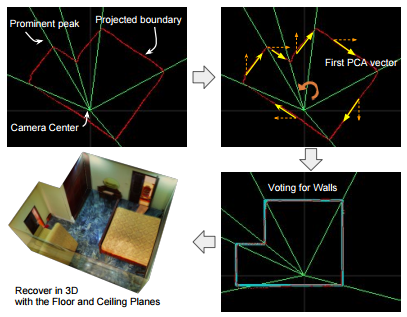 Prominent peak
Projected boundary
Camera Center
First PCA vector
Voting for Walls
Recover in 3D
with the Floor and Ceiling Planes